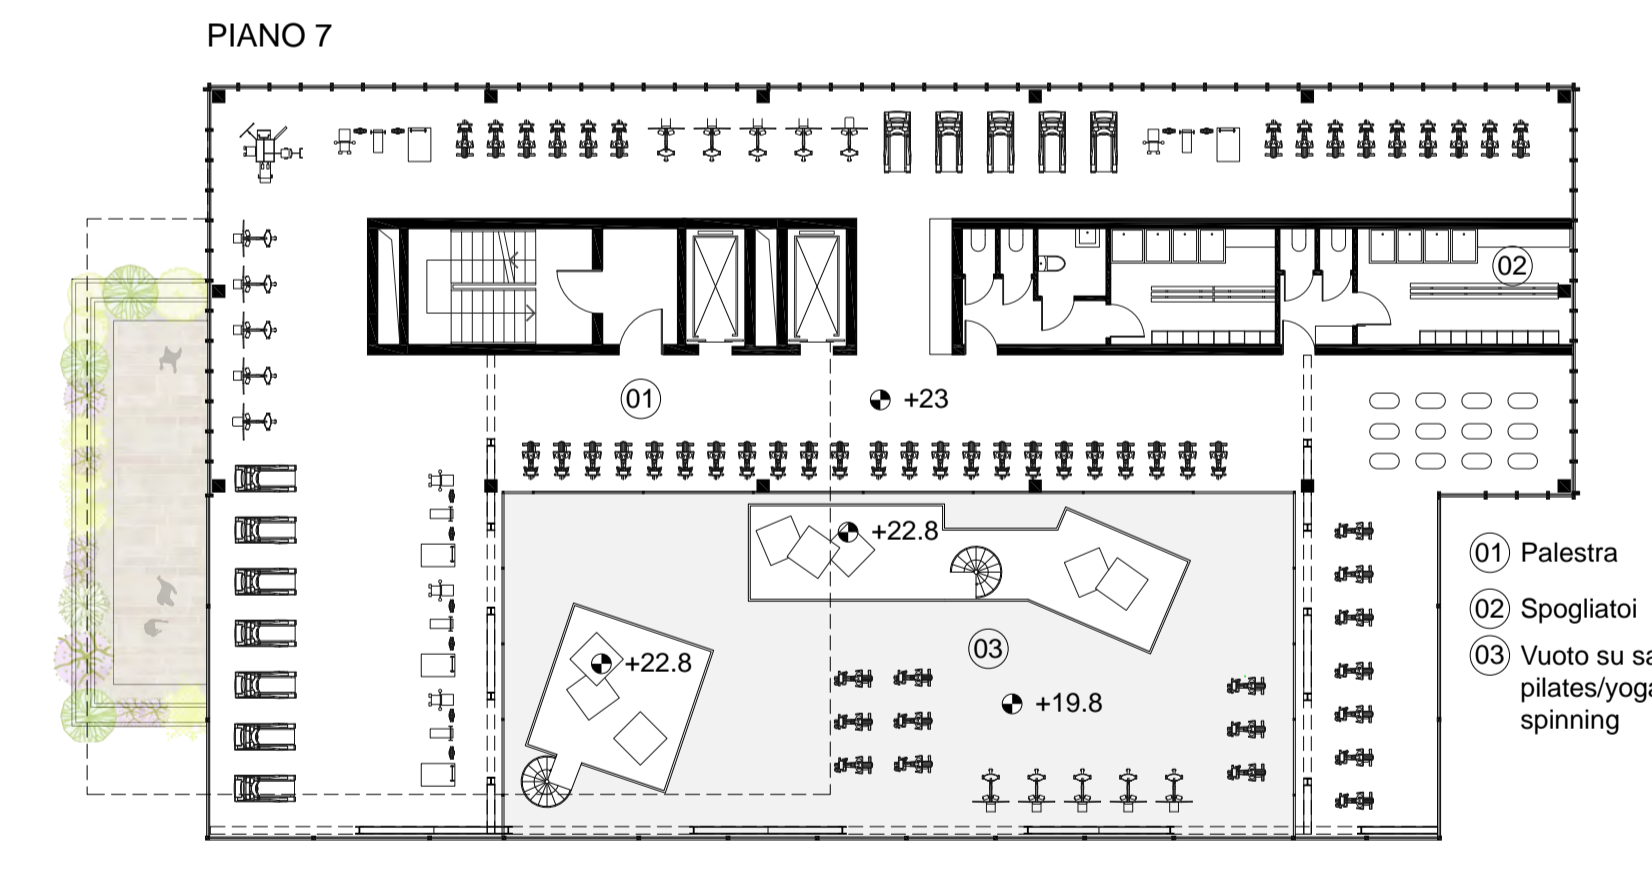 PIANO 7
02
01
+23
+22.8
01 Palestra
02 Spogliatoi
03 Vuoto su
pilates/yoga
spinning
+22.8
03
+19.8